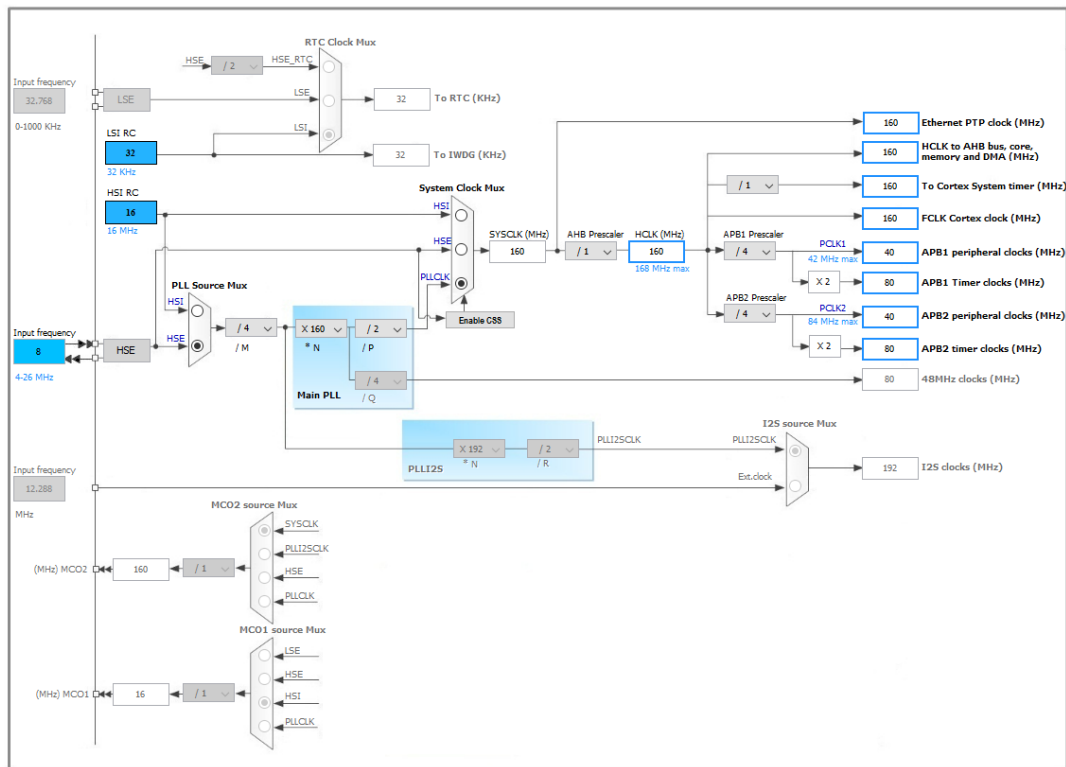 RTC Clock Mux
HSE
/ 2
HSE_RTC
Input frequency
32.768
0-1000 KHz
LSE
LSE
32
To RTC (KHz)
LSI RC
32
32 KHz
LSI
32
To IWDG (KHz)
HSI RC
16
16 MHz
System Clock Mux
HSI
HSE
PLLCLK
SYSCLK (MHz)
160
AHB Prescaler
/ 1
HCLK (MHz)
160
168 MHz max
Enable CSS
160
Ethernet PTP clock (MHz)
160
HCLK to AHB bus, core,
memory and DMA (MHz)
/ 1
160
To Cortex System timer (MHz)
160
FCLK Cortex clock (MHz)
APB1 Prescaler
/ 4
PCLK1
42 MHz max
40
APB1 peripheral clocks (MHz)
X 2
80
APB1 Timer clocks (MHz)
APB2 Prescaler
/ 4
PCLK2
84 MHz max
40
APB2 peripheral clocks (MHz)
X 2
80
APB2 timer clocks (MHz)
80
48MHz clocks (MHz)
PLL Source Mux
HSI
HSE
Input frequency
8
4-26 MHz
HSE
/ 4
/ M
X 160
* N
/ 2
/ P
/ 4
/ Q
Main PLL
X 192
* N
/ 2
/ R
PLLI2S
PLLI2SCLK
I2S source Mux
PLLI2SCLK
Ext.clock
192
I2S clocks (MHz)
Input frequency
12.288
MHz
MCO2 source Mux
SYSCLK
PLLI2SCLK
HSE
PLLCLK
(MHz) MCO2
160
/ 1
MCO1 source Mux
LSE
HSE
HSI
PLLCLK
(MHz) MCO1
16
/ 1